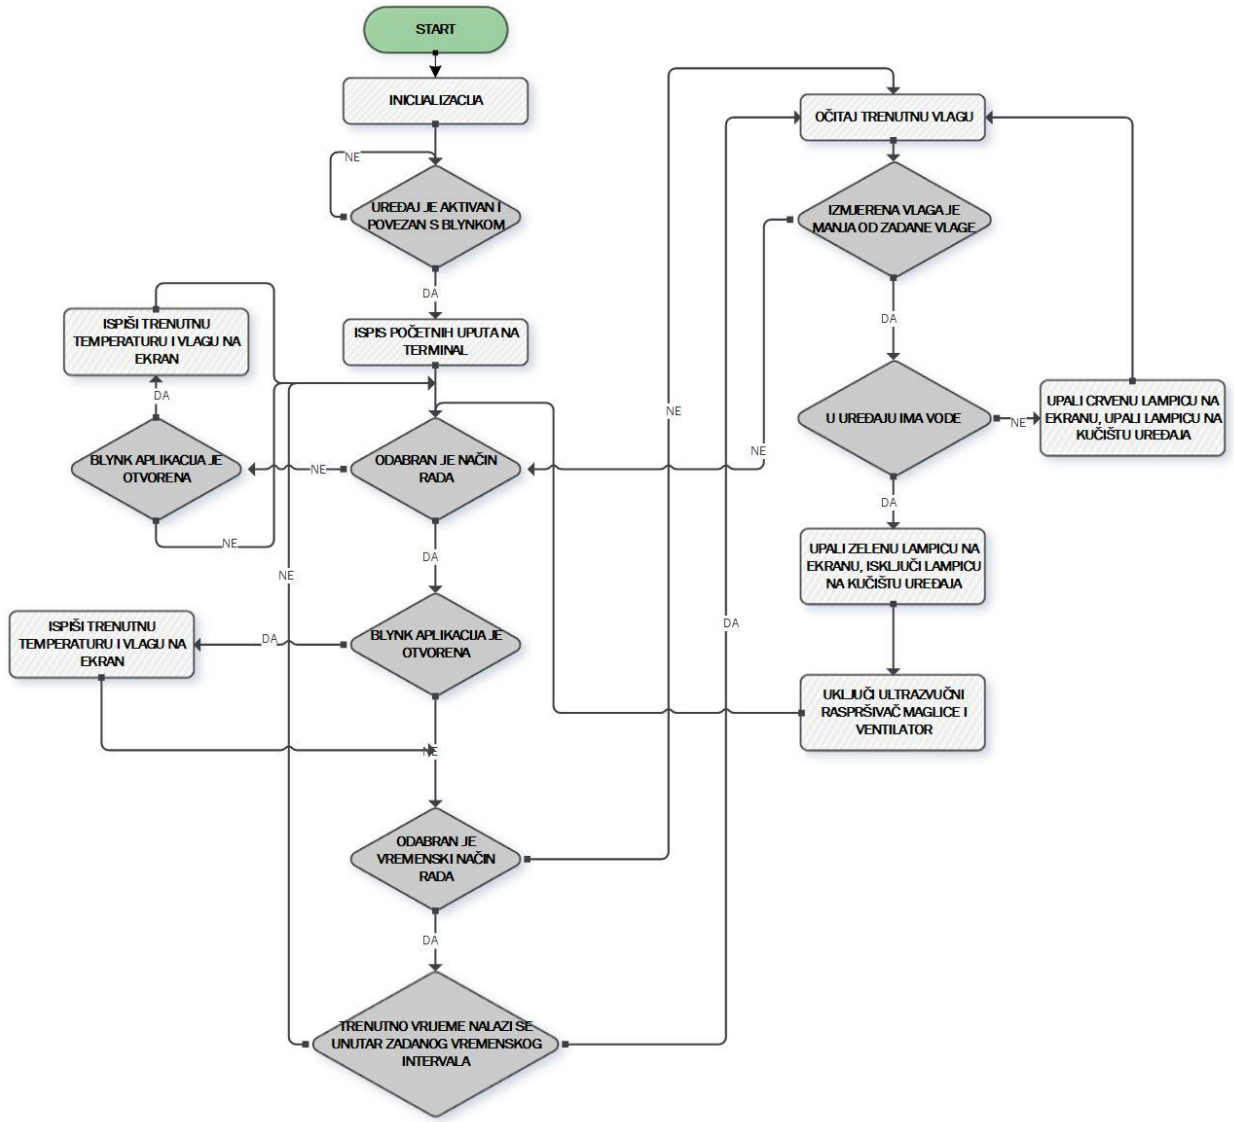 START
INICIJALIZACIJA
NE
UREĐAJ JE AKTIVAN I
POVEZAN S BLYNKOM
DA
ISPIS POČETNIH UPUTA NA
TERMINAL
ISPIŠI TRENUTNU
TEMPERATURU I VLAGU NA
EKRAN
DA
BLYNK APLIKACIJA JE
OTVORENA
NE
NE
ODABRAN JE NAČIN
RADA
DA
NE
BLYNK APLIKACIJA JE
OTVORENA
DA
ISPIŠI TRENUTNU
TEMPERATURU I VLAGU NA
EKRAN
NE
ODABRAN JE
VREMENSKI NAČIN
RADA
DA
TRENUTNO VRIJEME NALAZI SE
UNUTAR ZADANOG VREMENSKOG
INTERVALA
NE
DA
OČITAJ TRENUTNU VLAGU
IZMJERENA VLAGA JE
MANJA OD ZADANE VLAGE
NE
DA
U UREĐAJU IMA VODE
NE
UPALI CRVENU LAMPICU NA
EKRANU, UPALI LAMPICU NA
KUČIŠTU UREĐAJA
DA
UPALI ZELENU LAMPICU NA
EKRANU, ISKLJUČI LAMPICU
NA KUČIŠTU UREĐAJA
UKLJUČI ULTRAZVUČNI
RASPRŠIVAČ MAGLICE I
VENTILATOR